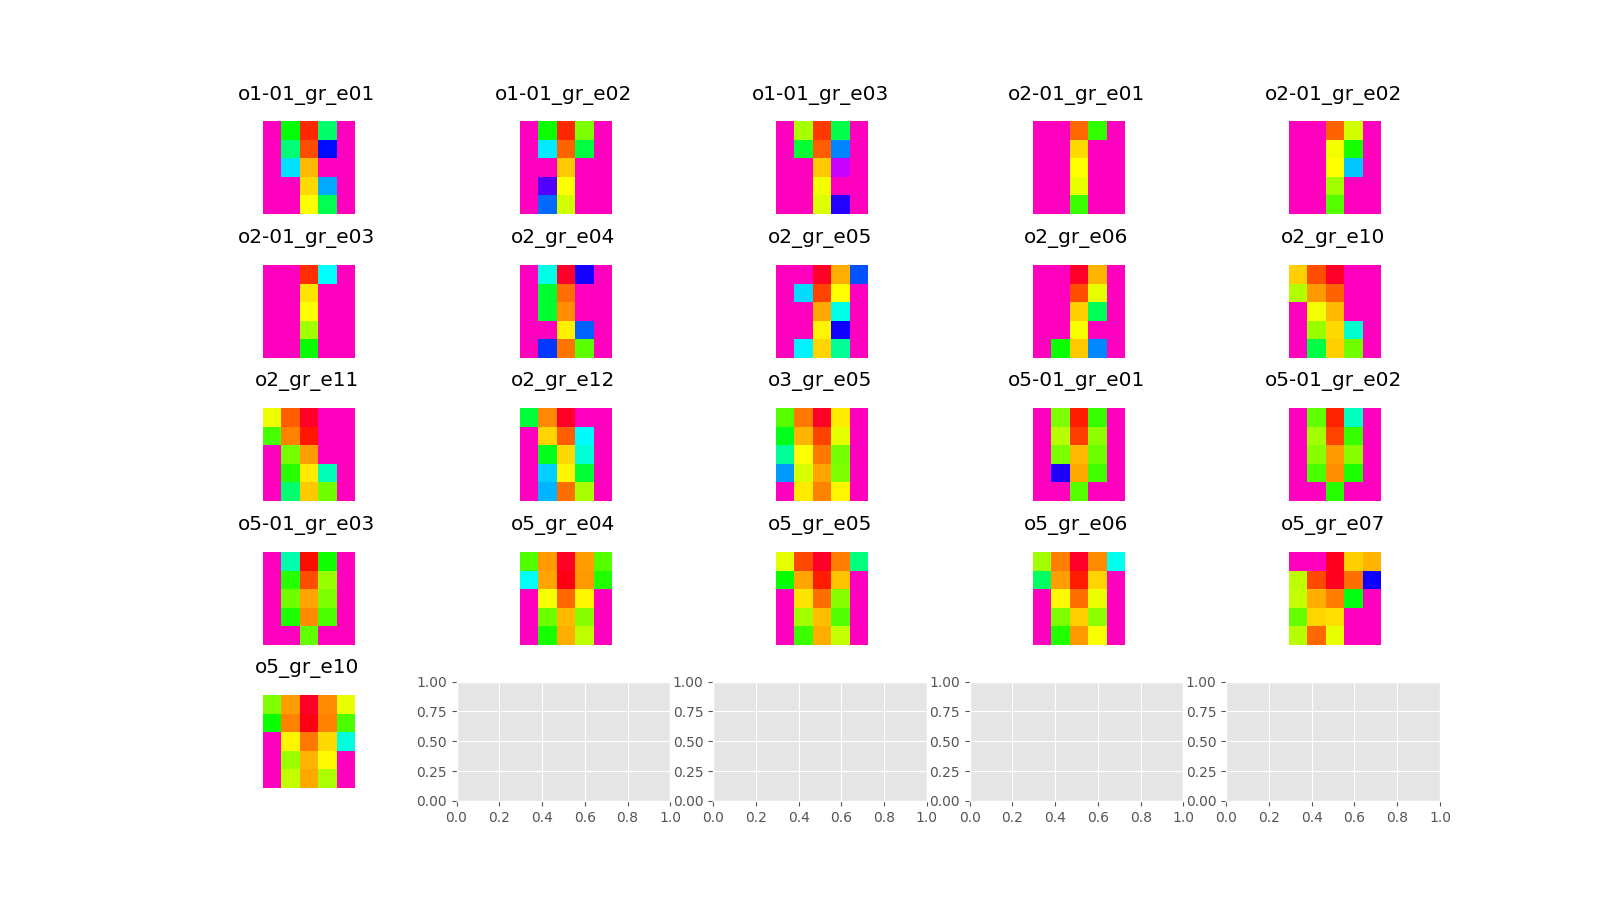 o1-01_gr_e01 o1-01_gr_e02 o1-01_gr_e03 o2-01_gr_e01 o2-01_gr_e02
o2-01_gr_e03 o2_gr_e04 o2_gr_e05 o2_gr_e06 o2_gr_e10
o2_gr_e11 o2_gr_e12 o3_gr_e05 o5-01_gr_e01 o5-01_gr_e02
o5-01_gr_e03 o5_gr_e04 o5_gr_e05 o5_gr_e06 o5_gr_e07
o5_gr_e10
1.00 1.00 1.00 1.00
0.75 0.75 0.75 0.75
0.50 0.50 0.50 0.50
0.25 0.25 0.25 0.25
0.00 0.00 0.00 0.00
0.0 0.2 0.4 0.6 0.8 1.0 0.0 0.2 0.4 0.6 0.8 1.0 0.0 0.2 0.4 0.6 0.8 1.0 0.0 0.2 0.4 0.6 0.8 1.0